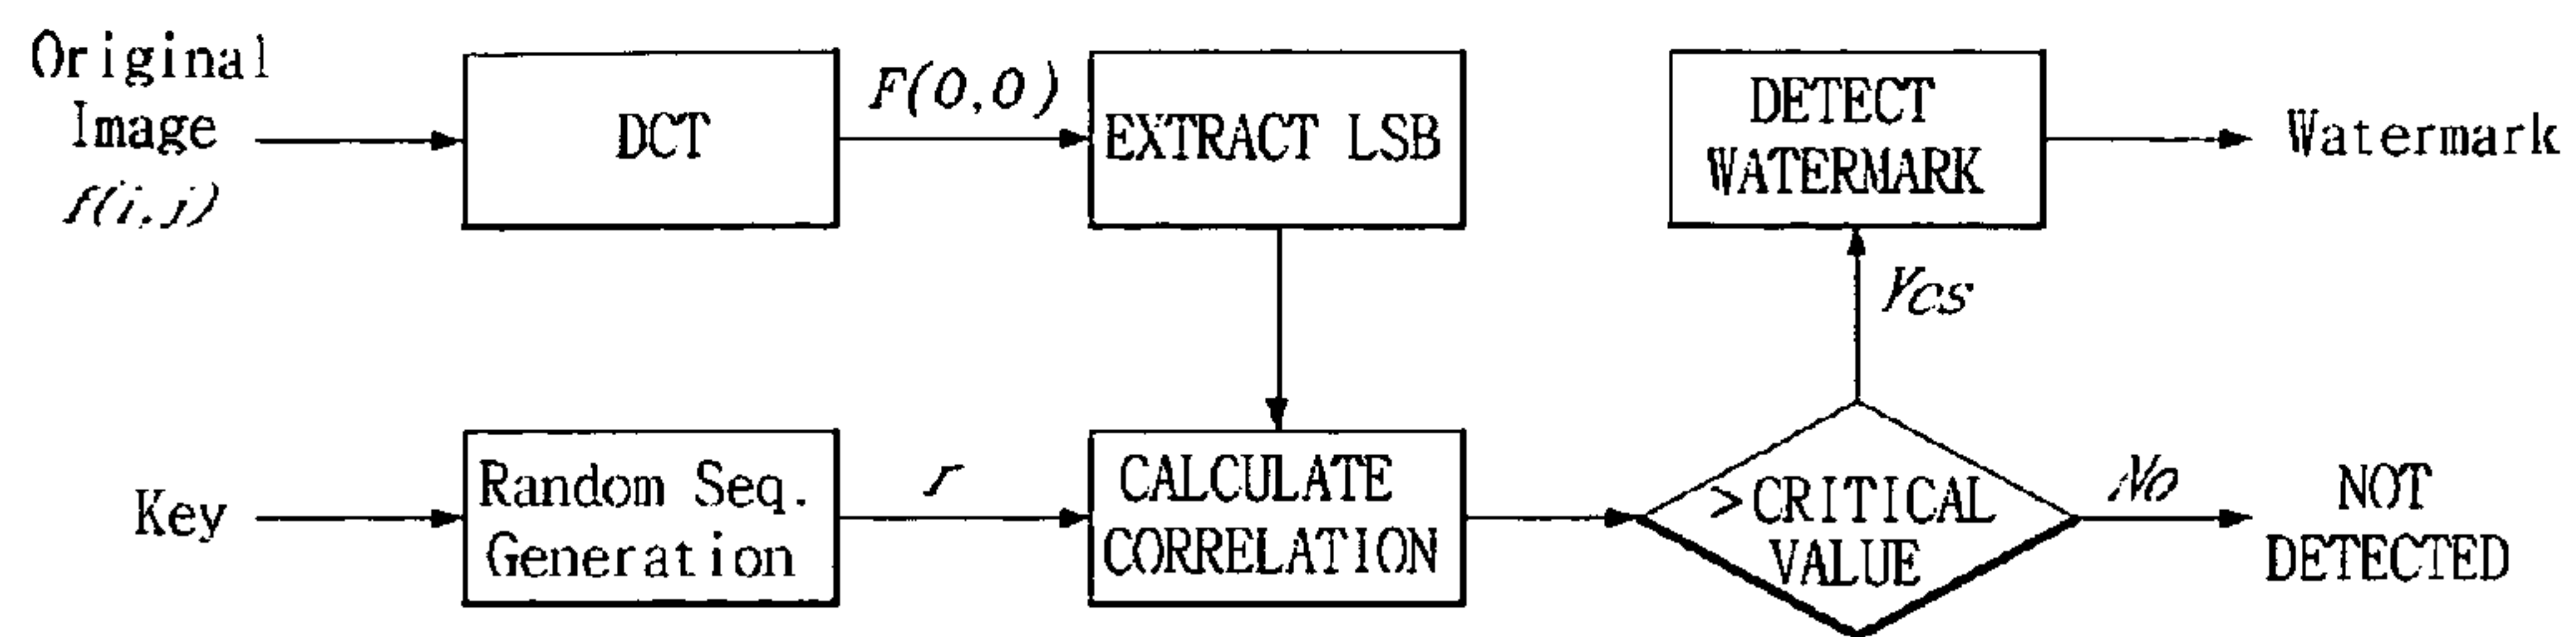 Original
Image
f(i,j)
DCT
F(0,0)
EXTRACT LSB
DETECT
WATERMARK
Watermark
Yes
Key
Random Seq.
Generation
r
CALCULATE
CORRELATION
>CRITICAL
VALUE
No
NOT
DETECTED